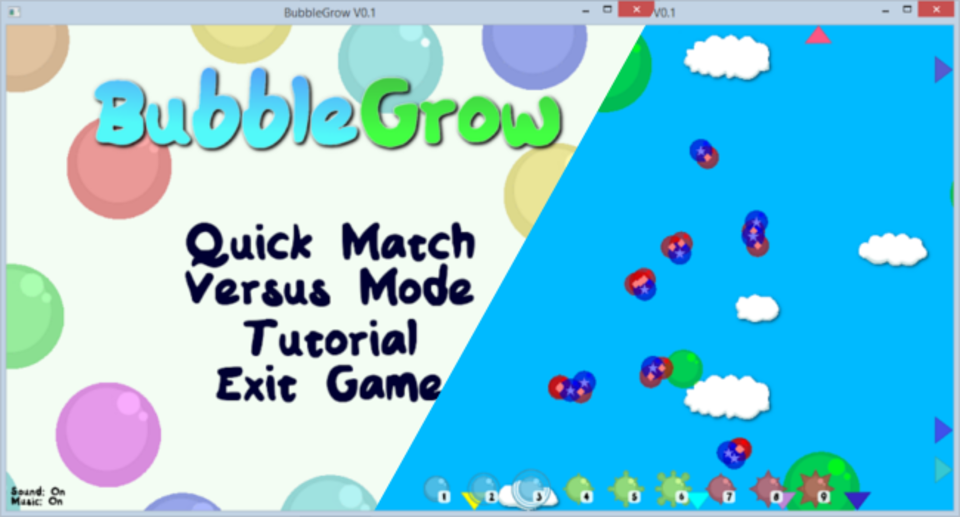 BubbleGrow V0.1
V0.1
BubbleGrow
Quick Match
Versus Mode
Tutorial
Exit Game
Sound: On
Music: On
1 2 3 4 5 6 7 8 9